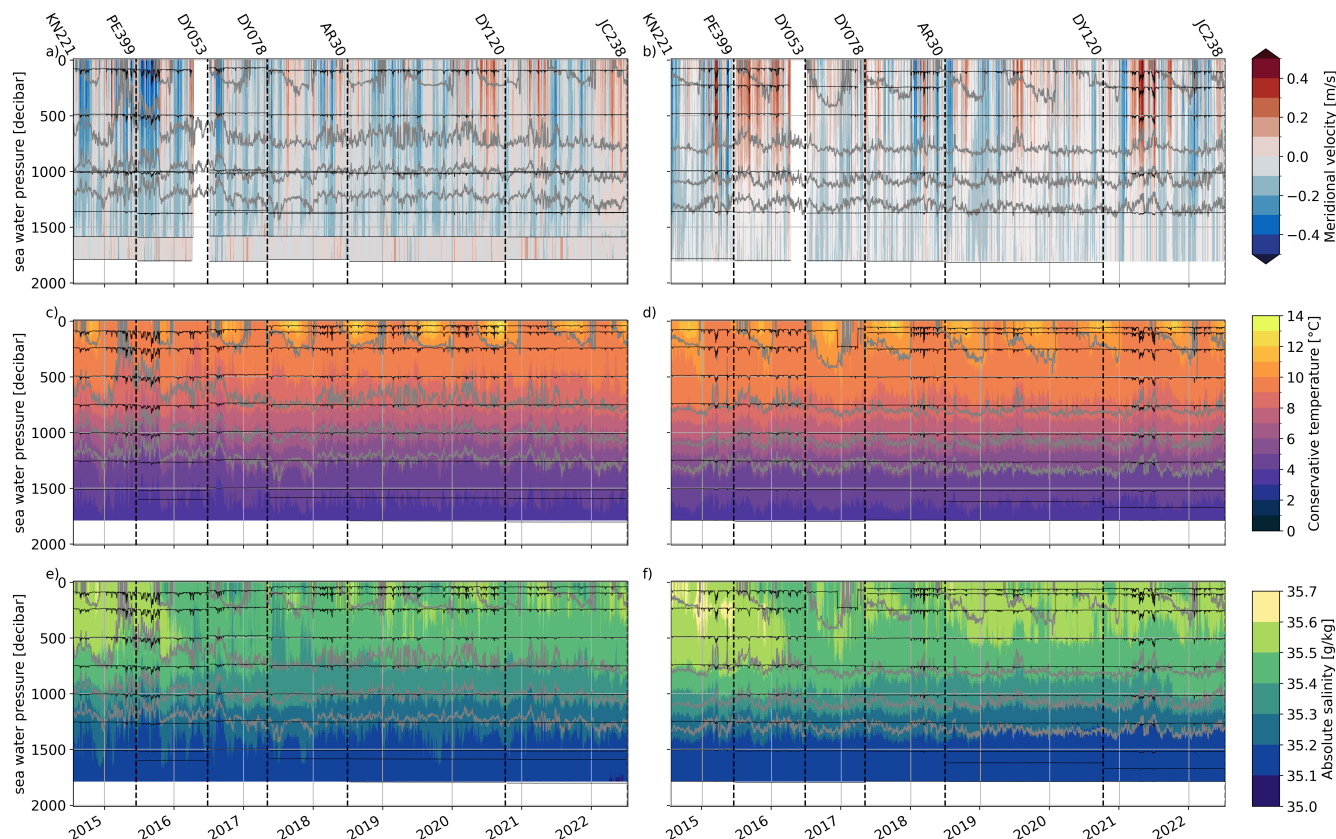 KN221 PE399 DY053 DY078 AR30 DY120 JC238
KN221 PE399 DY053 DY078 AR30 DY120 JC238
a)
sea water pressure [decibar]
0
500
1000
1500
2000
b)
0.4
0.2
0.0
−0.2
−0.4
Meridional velocity [m/s]
c)
sea water pressure [decibar]
0
500
1000
1500
2000
d)
14
12
10
8
6
4
2
0
Conservative temperature [°C]
e)
sea water pressure [decibar]
0
500
1000
1500
2000
f)
35.7
35.6
35.5
35.4
35.3
35.2
35.1
35.0
Absolute salinity [g/kg]
2015 2016 2017 2018 2019 2020 2021 2022
2015 2016 2017 2018 2019 2020 2021 2022